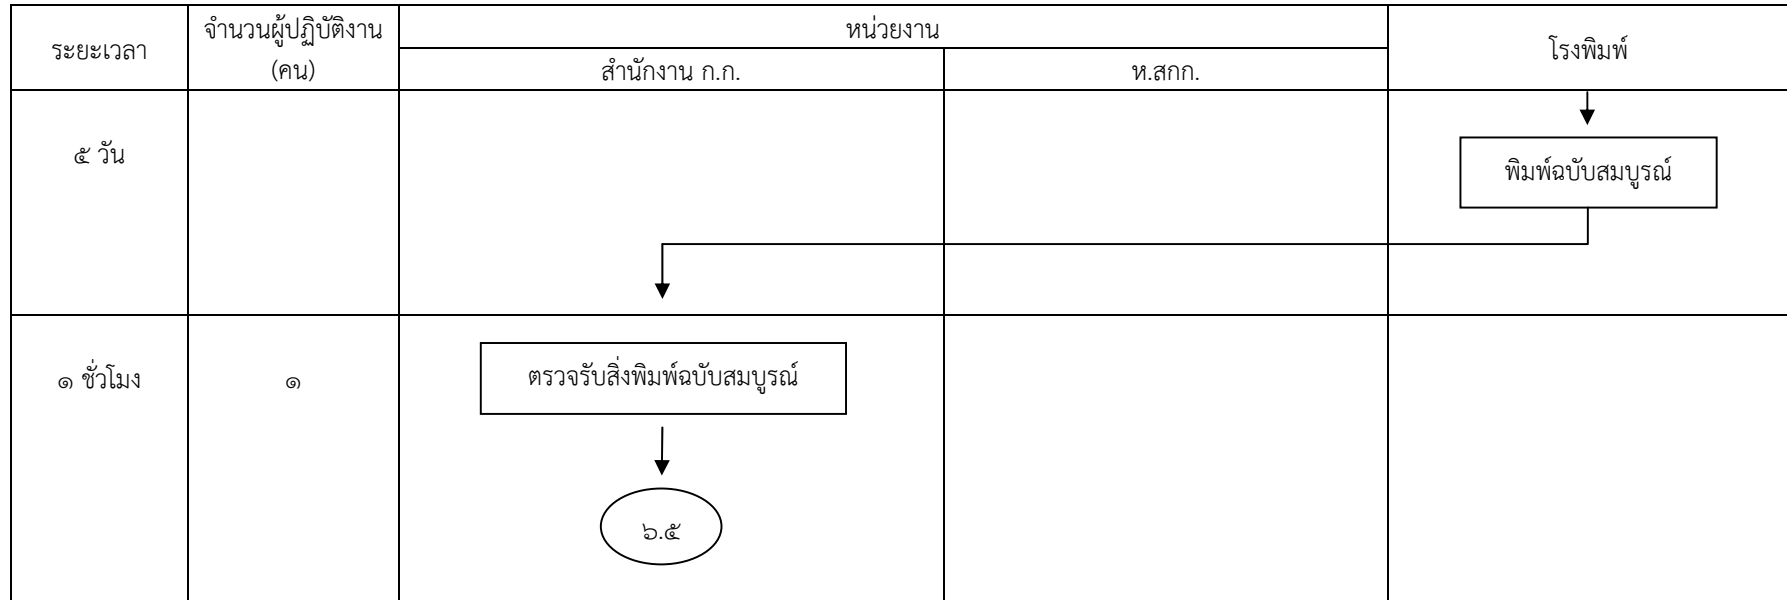 ระยะเวลา
จำนวนผู้ปฏิบัติงาน
(คน)
หน่วยงาน
สำนักงาน ก.ก.
ห.สกก.
โรงพิมพ์
๕ วัน
พิมพ์ฉบับสมบูรณ์
๑ ชั่วโมง
๑
ตรวจรับสิ่งพิมพ์ฉบับสมบูรณ์
๖.๕